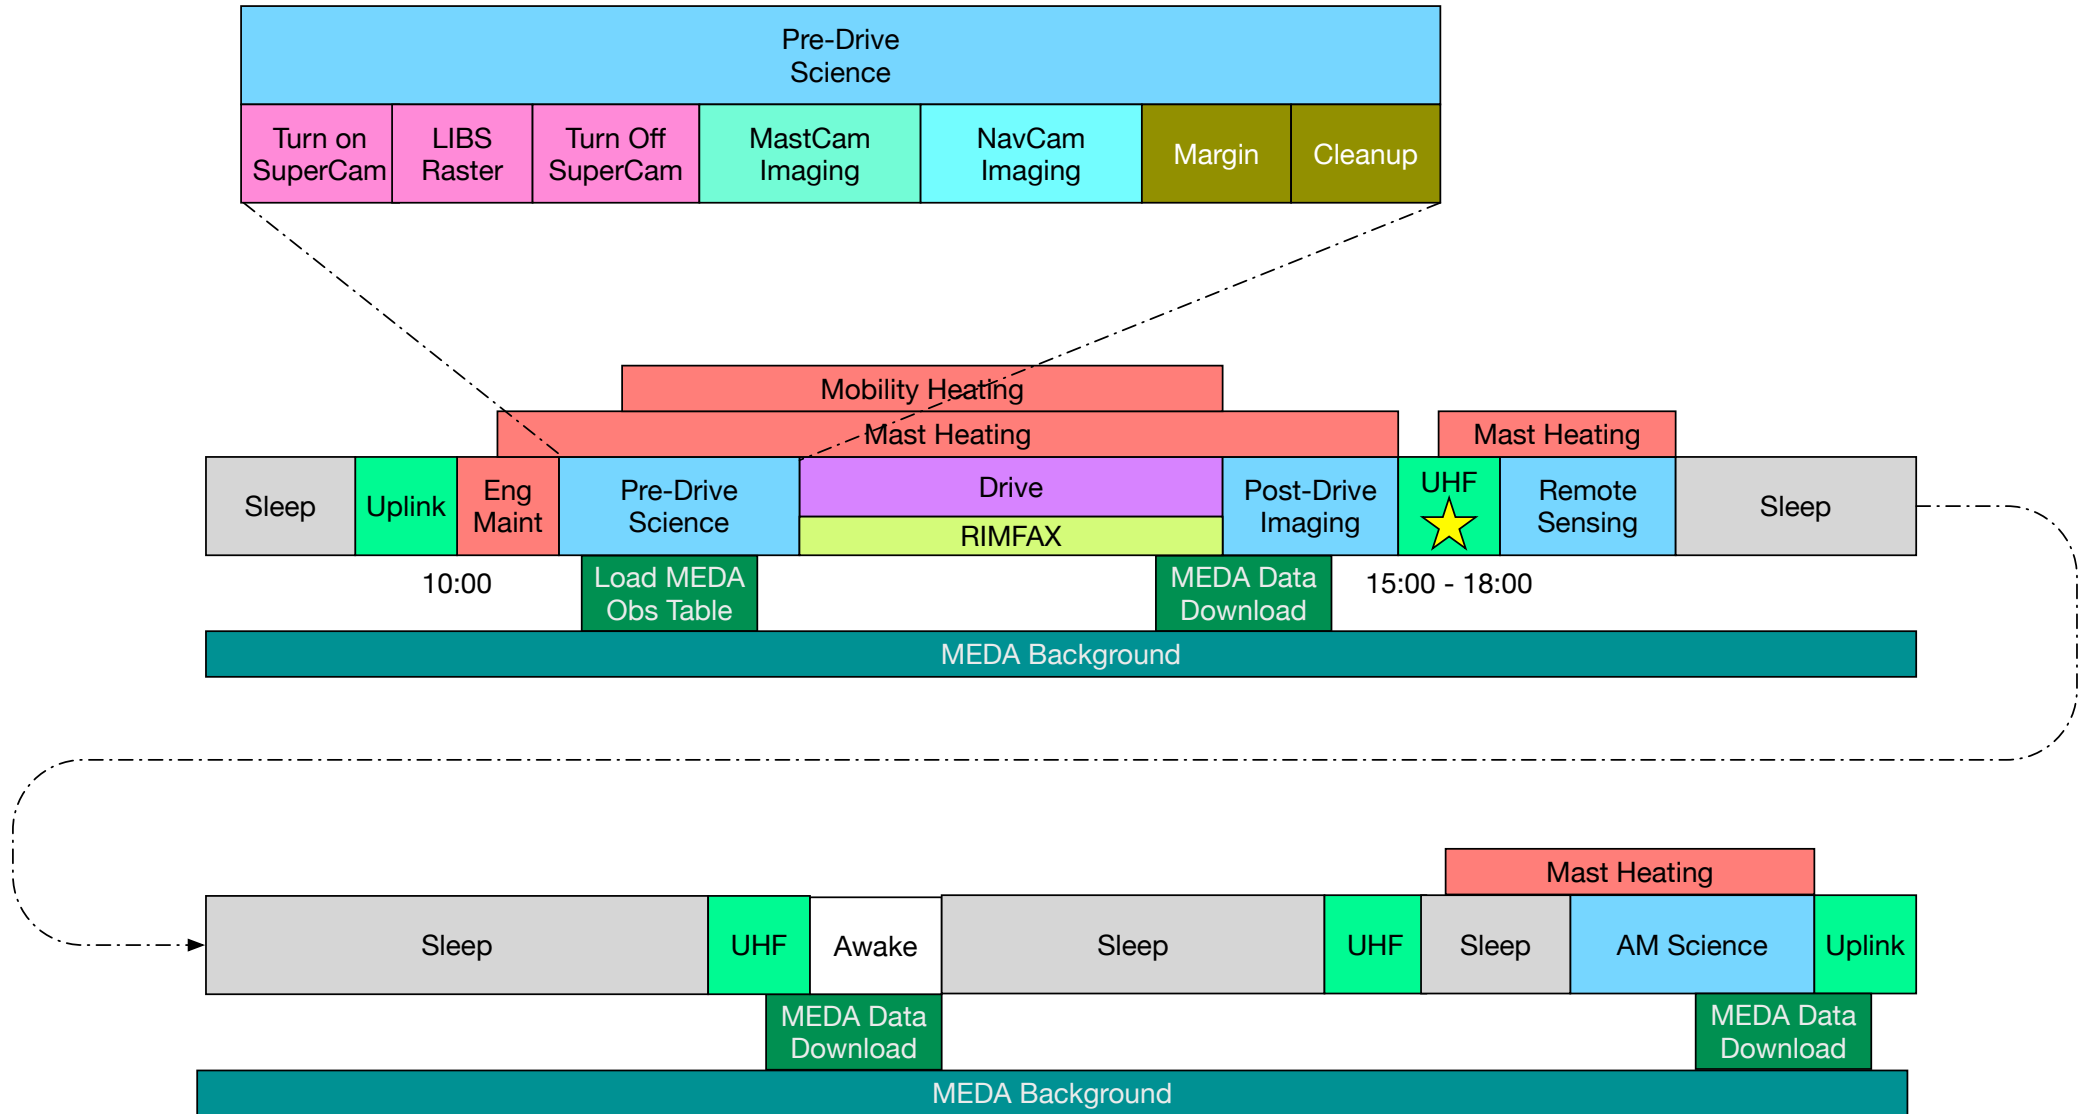 Pre-Drive
Science
Turn on
SuperCam
LIBS
Raster
Turn Off
SuperCam
MastCam
Imaging
NavCam
Imaging
Margin
Cleanup
Mobility Heating
Mast Heating
Mast Heating
Sleep
Uplink
Eng
Maint
Pre-Drive
Science
Drive
RIMFAX
Post-Drive
Imaging
UHF
Remote
Sensing
Sleep
10:00
Load MEDA
Obs Table
MEDA Data
Download
15:00 - 18:00
MEDA Background
Mast Heating
Sleep
UHF
Awake
Sleep
UHF
Sleep
AM Science
Uplink
MEDA Data
Download
MEDA Data
Download
MEDA Background